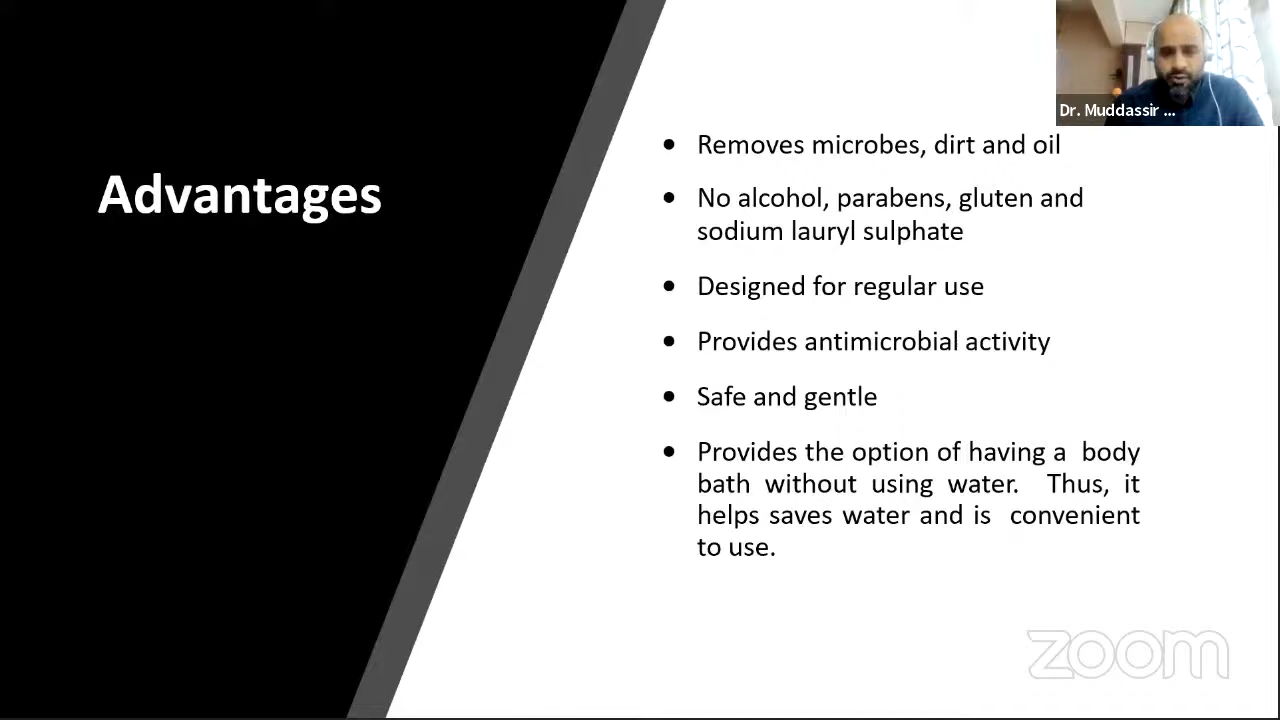 Dr. Muddassir ...
Advantages
• Removes microbes, dirt and oil
• No alcohol, parabens, gluten and
sodium lauryl sulphate
• Designed for regular use
• Provides antimicrobial activity
• Safe and gentle
• Provides the option of having a body
bath without using water. Thus, it
helps saves water and is convenient
to use.
zoom